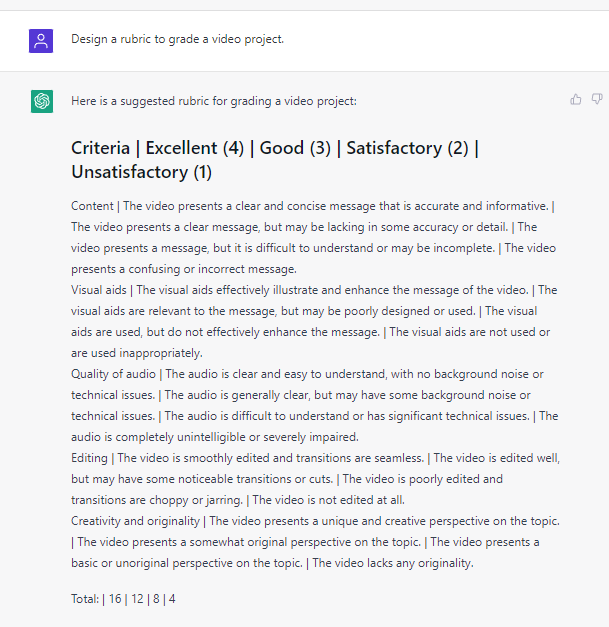 Design a rubric to grade a video project.
Here is a suggested rubric for grading a video project:
Criteria | Excellent (4) | Good (3) | Satisfactory (2) |
Unsatisfactory (1)
Content | The video presents a clear and concise message that is accurate and informative. |
The video presents a clear message, but may be lacking in some accuracy or detail. | The
video presents a message, but it is difficult to understand or may be incomplete. | The video
presents a confusing or incorrect message.
Visual aids | The visual aids effectively illustrate and enhance the message of the video. | The
visual aids are relevant to the message, but may be poorly designed or used. | The visual
aids are used, but do not effectively enhance the message. | The visual aids are not used or
are used inappropriately.
Quality of audio | The audio is clear and easy to understand, with no background noise or
technical issues. | The audio is generally clear, but may have some background noise or
technical issues. | The audio is difficult to understand or has significant technical issues. | The
audio is completely unintelligible or severely impaired.
Editing | The video is smoothly edited and transitions are seamless. | The video is edited well,
but may have some noticeable transitions or cuts. | The video is poorly edited and
transitions are choppy or jarring. | The video is not edited at all.
Creativity and originality | The video presents a unique and creative perspective on the topic.
| The video presents a somewhat original perspective on the topic. | The video presents a
basic or unoriginal perspective on the topic. | The video lacks any originality.
Total: | 16 | 12 | 8 | 4